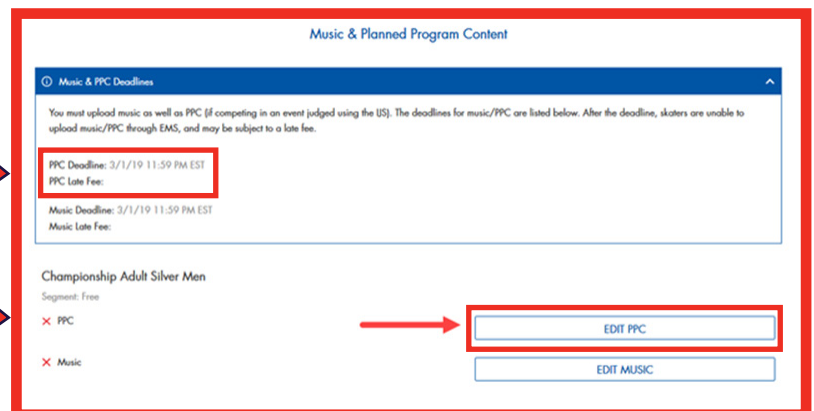 Music & Planned Program Content
Music & PPC Deadlines
You must upload music as well as PPC (if competing in an event judged using the IJS). The deadlines for music/PPC are listed below. After the deadline, skaters are unable to
upload music/PPC through EMS, and may be subject to a late fee.
PPC Deadline: 3/1/19 11:59 PM EST
PPC Late Fee:
Music Deadline: 3/1/19 11:59 PM EST
Music Late Fee:
Championship Adult Silver Men
Segment: Free
PPC
EDIT PPC
Music
EDIT MUSIC